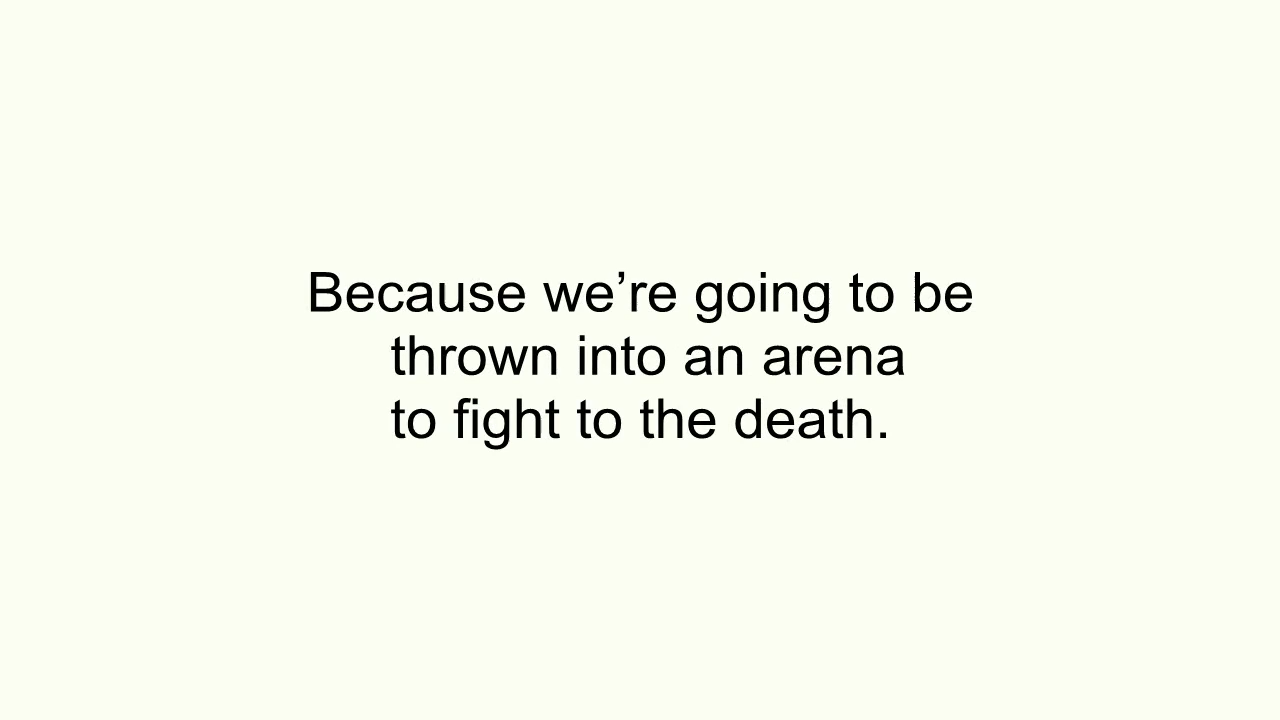 Because we’re going to be
thrown into an arena
to fight to the death.